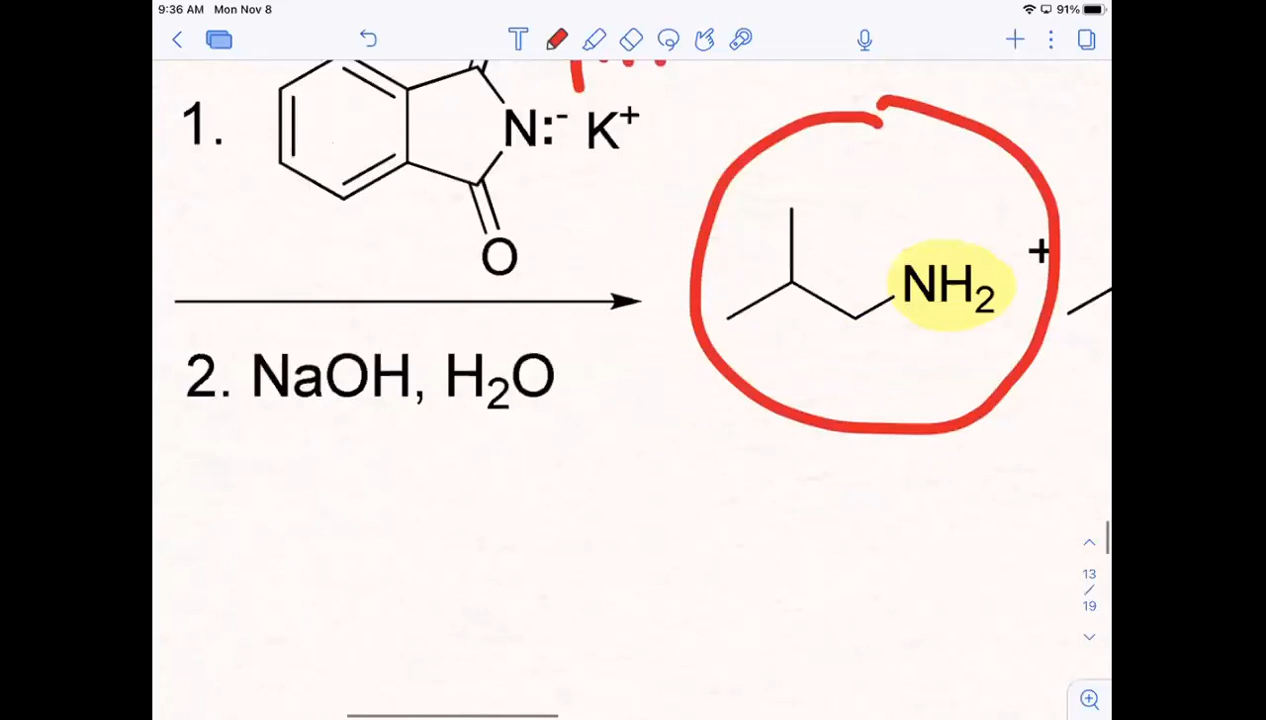 9:36 AM Mon Nov 8
91%
T
1.
N:⁻ K⁺
O
NH₂
+
2. NaOH, H₂O
13
/
19